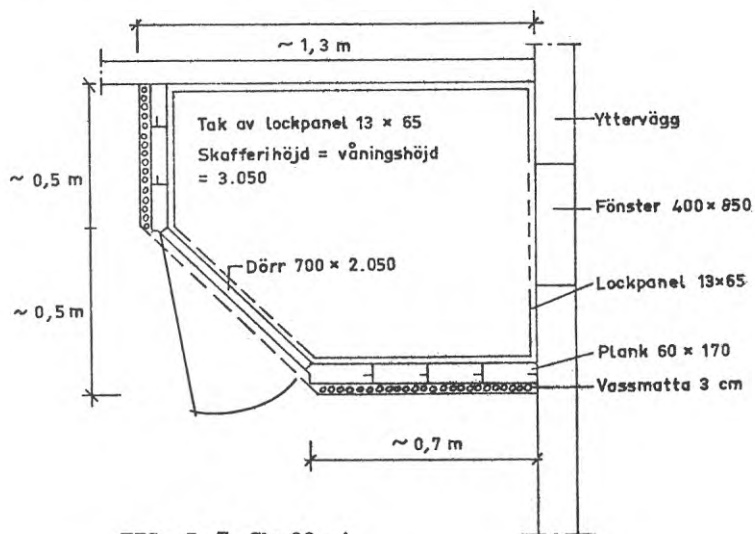 ~ 1,3 m
Tak av lockpanel 13 × 65
Skafferihöjd = våningshöjd
= 3.050
Yttervägg
~ 0,5 m
Fönster 400 × 850
Dörr 700 × 2.050
Lockpanel 13×65
~ 0,5 m
Plank 60 × 170
Vassmatta 3 cm
~ 0,7 m